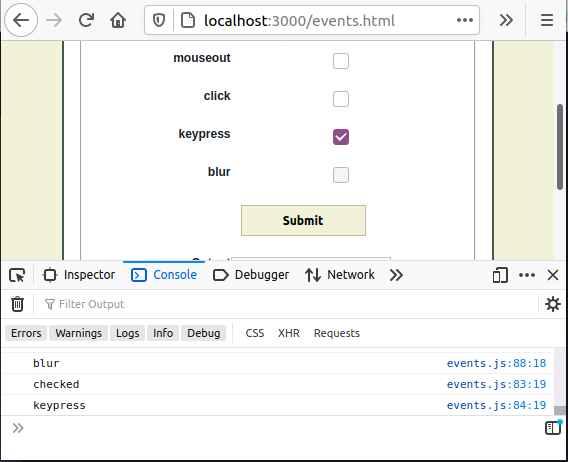 localhost:3000/events.html
mouseout
click
keypress
blur
Submit
Inspector Console Debugger Network
Filter Output
Errors Warnings Logs Info Debug CSS XHR Requests
blur events.js:88:18
checked events.js:83:19
keypress events.js:84:19